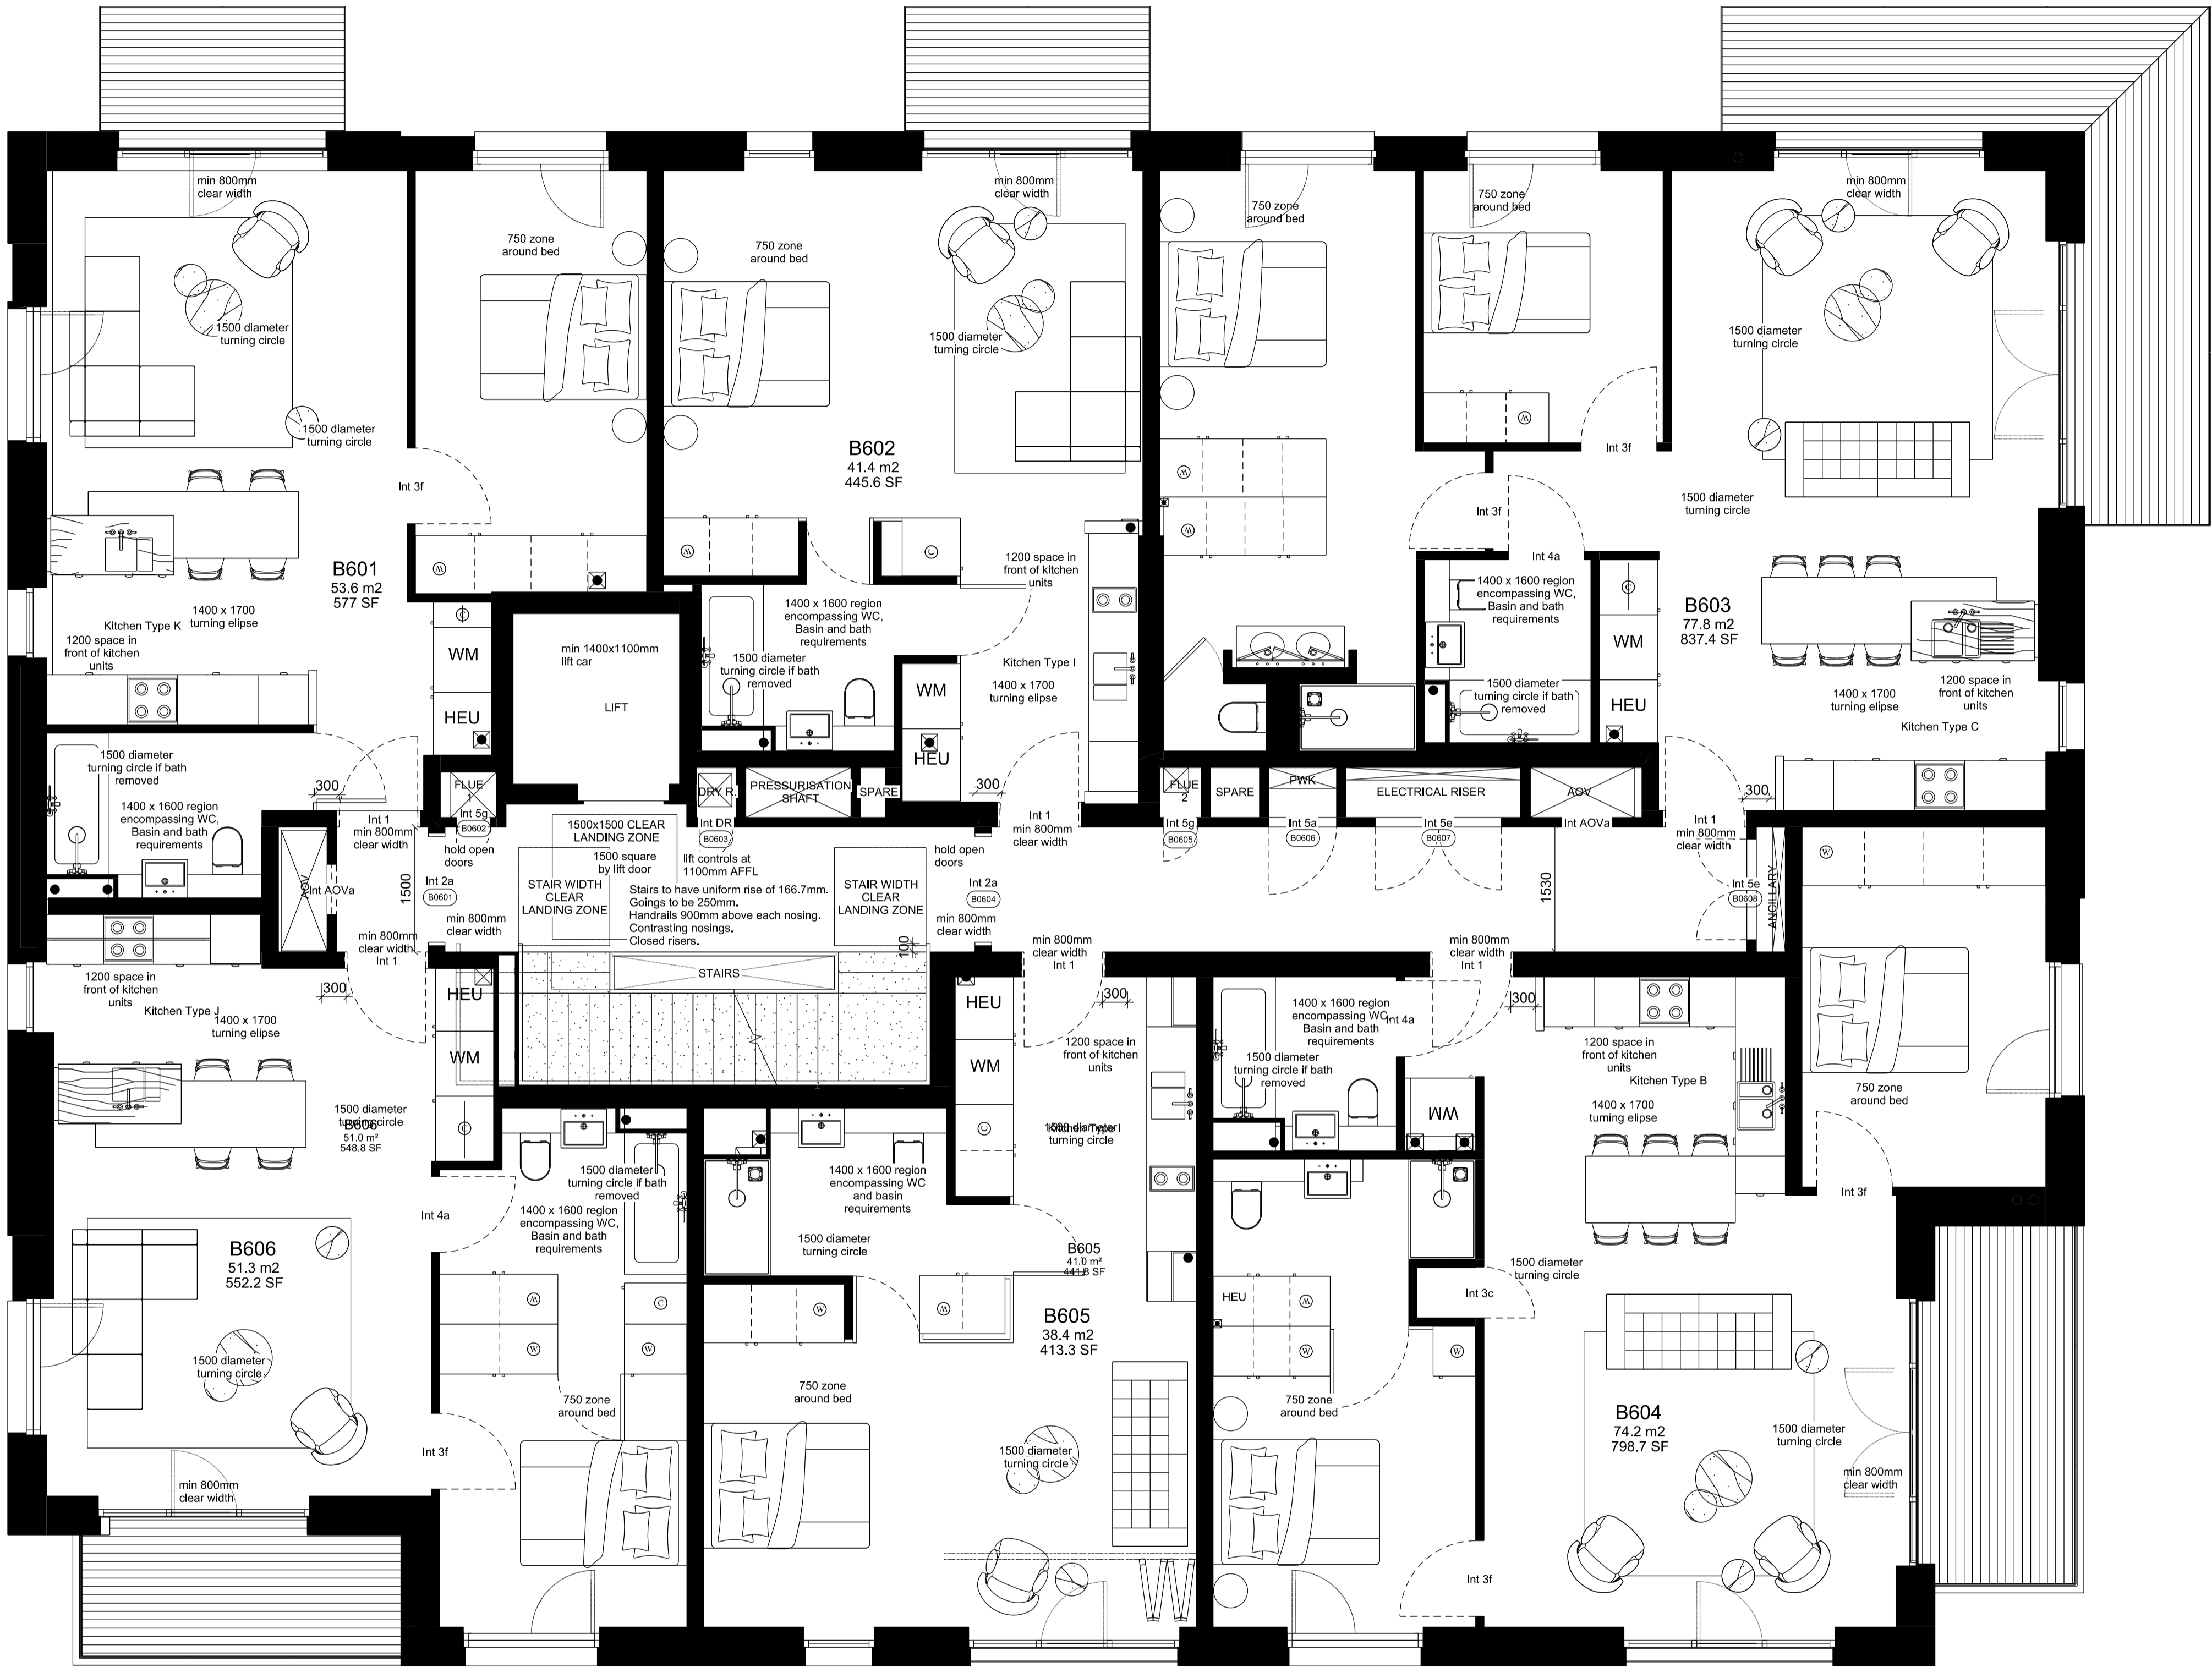 min 800mm
clear width
750 zone
around bed
1500 diameter
turning circle
1500 diameter
turning circle
Int 3f
B601
53.6 m2
577 SF
1400 x 1700
turning elipse
Kitchen Type K
1200 space in
front of kitchen
units
C
WM
HEU
W
1500 diameter
turning circle if bath
removed
1400 x 1600 region
encompassing WC,
Basin and bath
requirements
300
Int 1
min 800mm
clear width
AOV
Int AOVa
1500
750 zone
around bed
min 800mm
clear width
1500 diameter
turning circle
B602
41.4 m2
445.6 SF
W
C
1200 space in
front of kitchen
units
Kitchen Type I
1400 x 1700
turning elipse
1400 x 1600 region
encompassing WC,
Basin and bath
requirements
1500 diameter
turning circle if bath
removed
WM
HEU
300
Int 1
min 800mm
clear width
min 1400x1100mm
lift car
LIFT
FLUE
1
Int 5g
B0602
hold open
doors
Int 2a
B0601
min 800mm
clear width
DRY R.
PRESSURISATION
SHAFT
SPARE
Int DR
B0603
1500x1500 CLEAR
LANDING ZONE
1500 square
by lift door
lift controls at
1100mm AFFL
STAIR WIDTH
CLEAR
LANDING ZONE
Stairs to have uniform rise of 166.7mm.
Goings to be 250mm.
Handrails 900mm above each nosing.
Contrasting nosings.
Closed risers.
STAIR WIDTH
CLEAR
LANDING ZONE
hold open
doors
Int 2a
B0604
min 800mm
clear width
100
STAIRS
750 zone
around bed
750 zone
around bed
W
W
W
Int 3f
Int 3f
Int 4a
1400 x 1600 region
encompassing WC,
Basin and bath
requirements
1500 diameter
turning circle if bath
removed
C
WM
HEU
min 800mm
clear width
1500 diameter
turning circle
1500 diameter
turning circle
B603
77.8 m2
837.4 SF
1200 space in
front of kitchen
units
1400 x 1700
turning elipse
Kitchen Type C
300
FLUE
2
SPARE
PWK
ELECTRICAL RISER
AOV
Int 5g
B0605
Int 5a
B0606
Int 5e
B0607
Int AOVa
Int 1
min 800mm
clear width
Int 5e
B0608
ANCILLARY
1530
W
750 zone
around bed
Int 3f
min 800mm
clear width
Int 1
300
1200 space in
front of kitchen
units
Kitchen Type J
1400 x 1700
turning elipse
HEU
WM
C
1500 diameter
turning circle
B606
51.0 m²
548.8 SF
Int 4a
B606
51.3 m2
552.2 SF
1500 diameter
turning circle
min 800mm
clear width
Int 3f
1500 diameter
turning circle if bath
removed
1400 x 1600 region
encompassing WC,
Basin and bath
requirements
W
C
W
W
750 zone
around bed
min 800mm
clear width
Int 1
300
HEU
WM
C
1200 space in
front of kitchen
units
1500 diameter
Kitchen Type I
turning circle
1400 x 1600 region
encompassing WC
and basin
requirements
1500 diameter
turning circle
B605
41.0 m²
441.8 SF
W
W
B605
38.4 m2
413.3 SF
750 zone
around bed
1500 diameter
turning circle
min 800mm
clear width
Int 1
300
1400 x 1600 region
encompassing WC,
Basin and bath
requirements
Int 4a
1500 diameter
turning circle if bath
removed
WM
1200 space in
front of kitchen
units
Kitchen Type B
1400 x 1700
turning elipse
1500 diameter
turning circle
HEU
W
W
W
Int 3c
750 zone
around bed
B604
74.2 m2
798.7 SF
1500 diameter
turning circle
min 800mm
clear width
Int 3f